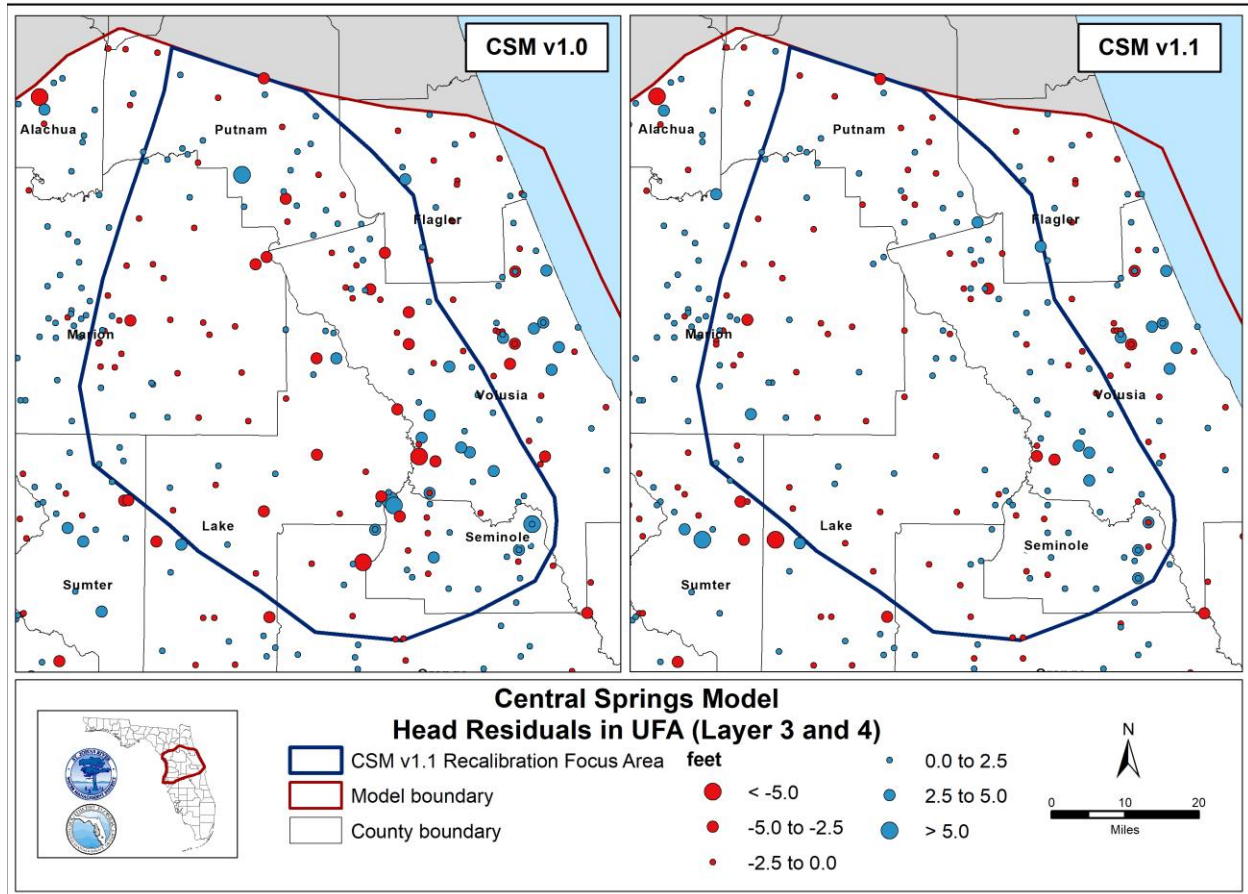 CSM v1.0
Alachua
Putnam
Flagler
Marion
Volusia
Lake
Seminole
Sumter
CSM v1.1
Alachua
Putnam
Flagler
Marion
Volusia
Lake
Seminole
Sumter
Central Springs Model
Head Residuals in UFA (Layer 3 and 4)
CSM v1.1 Recalibration Focus Area
Model boundary
County boundary
feet
< -5.0
-5.0 to -2.5
-2.5 to 0.0
0.0 to 2.5
2.5 to 5.0
> 5.0
N
0 10 20
Miles